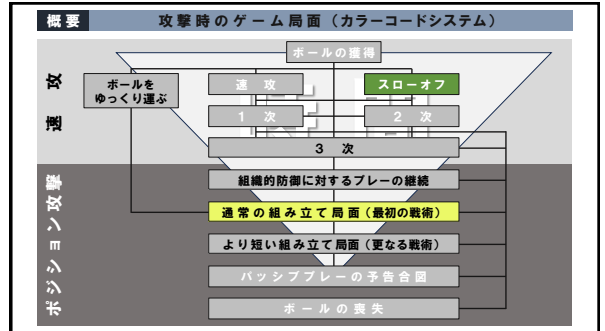 概要
攻撃時のゲーム局面（カラーコードシステム）
速攻
ボールの獲得
ボールを
ゆっくり運ぶ
速攻
スローオフ
1次
2次
3次
ポジション攻撃
組織的防御に対するプレーの継続
通常の組み立て局面（最初の戦術）
より短い組み立て局面（更なる戦術）
パッシブプレーの予告合図
ボールの喪失